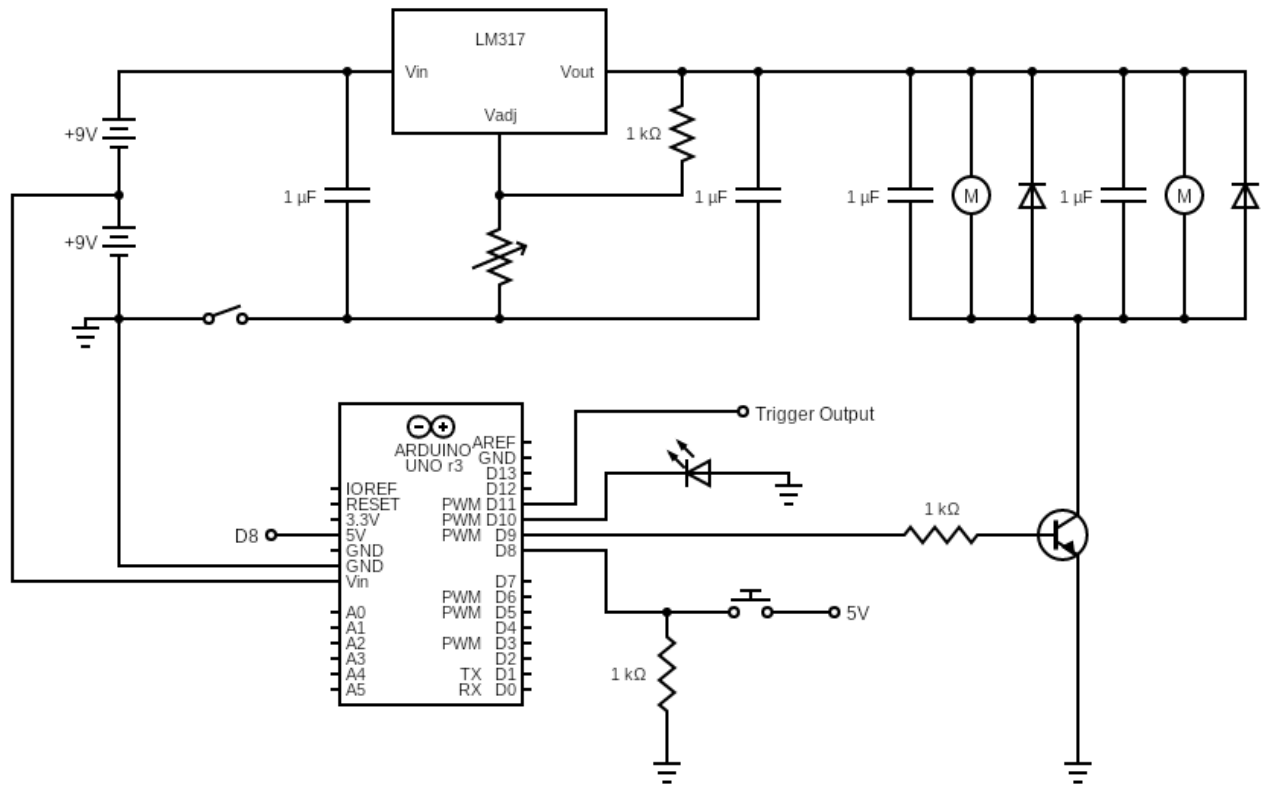 LM317
Vin
Vout
Vadj
+9V
1 kΩ
1 µF
1 µF
1 µF
M
1 µF
M
+9V
Trigger Output
ARDUINO
UNO r3
AREF
GND
D13
IOREF
D12
RESET
PWM D11
3.3V
PWM D10
D8
5V
PWM D9
GND
D8
GND
Vin
D7
PWM D6
A0
PWM D5
A1
D4
A2
PWM D3
A3
D2
A4
TX D1
A5
RX D0
1 kΩ
5V
1 kΩ